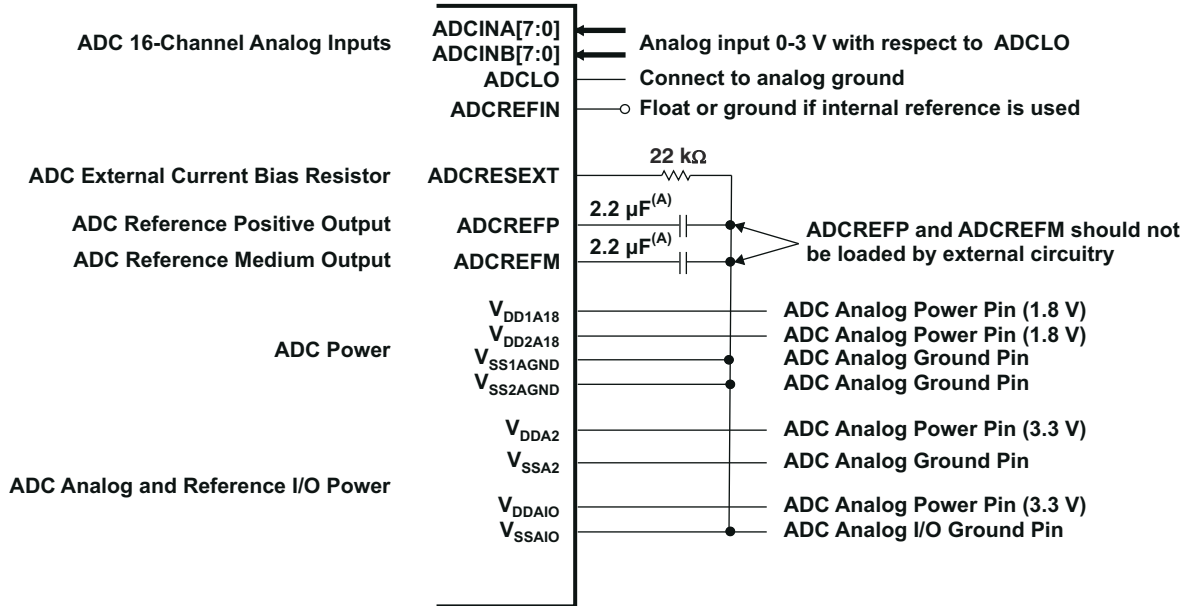 ADC 16-Channel Analog Inputs
ADCINA[7:0]
ADCINB[7:0]
Analog input 0-3 V with respect to ADCLO
ADCLO
Connect to analog ground
ADCREFIN
Float or ground if internal reference is used
22 kΩ
ADC External Current Bias Resistor
ADCRESEXT
ADC Reference Positive Output
ADCREFP
2.2 µF(A)
ADC Reference Medium Output
ADCREFM
2.2 µF(A)
ADCREFP and ADCREFM should not
be loaded by external circuitry
ADC Power
VDD1A18
ADC Analog Power Pin (1.8 V)
VDD2A18
ADC Analog Power Pin (1.8 V)
VSS1AGND
ADC Analog Ground Pin
VSS2AGND
ADC Analog Ground Pin
ADC Analog and Reference I/O Power
VDDA2
ADC Analog Power Pin (3.3 V)
VSSA2
ADC Analog Ground Pin
VDDAIO
ADC Analog Power Pin (3.3 V)
VSSAIO
ADC Analog I/O Ground Pin